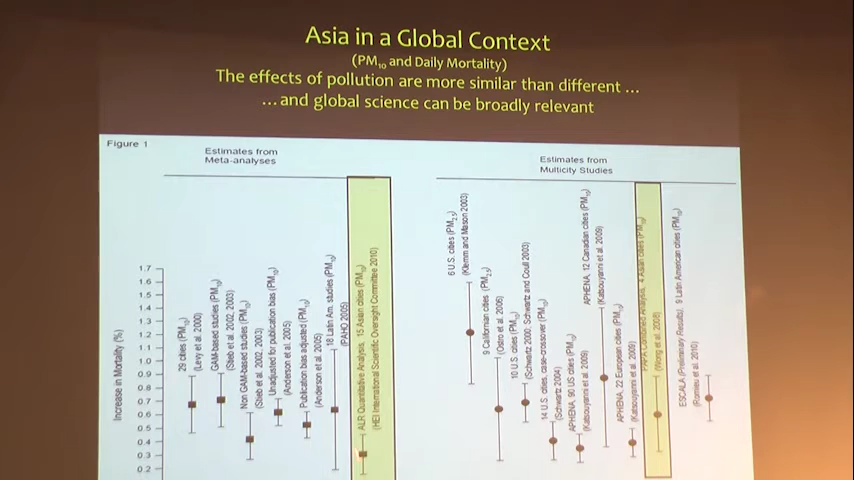 Asia in a Global Context
(PM10 and Daily Mortality)
The effects of pollution are more similar than different ...
... and global science can be broadly relevant
Figure 1
Estimates from
Meta-analyses
Estimates from
Multicity Studies
Increase in Mortality (%)
1.7
1.6
1.5
1.4
1.3
1.2
1.1
1.0
0.9
0.8
0.7
0.6
0.5
0.4
0.3
0.2
29 cities (PM10)
(Levy et al. 2000)
GAM-based studies (PM10)
(Stieb et al. 2002, 2003)
Non GAM-based studies (PM10)
(Stieb et al. 2002, 2003)
Unadjusted for publication bias (PM10)
(Anderson et al. 2005)
Publication bias adjusted (PM10)
(Anderson et al. 2005)
18 Latin Am. studies (PM10)
(PAHO 2005)
ALR Quantitative Analysis, 15 Asian cities (PM10)
(HEI International Scientific Oversight Committee 2010)
6 U.S. cities (PM2.5)
(Klemm and Mason 2003)
9 Californian cities (PM2.5)
(Ostro et al. 2006)
10 U.S. cities (PM10)
(Schwartz 2000; Schwartz and Coull 2003)
14 U.S. cities, case-crossover (PM10)
(Schwartz 2004)
APHENA, 90 US cities (PM10)
(Katsouyanni et al. 2009)
APHENA, 12 Canadian cities (PM10)
(Katsouyanni et al. 2009)
APHENA, 22 European cities (PM10)
(Katsouyanni et al. 2009)
PAPA Combined Analysis, 4 Asian cities (PM10)
(Wong et al. 2008)
ESCALA (Preliminary Results), 9 Latin American cities (PM10)
(Romieu et al. 2010)